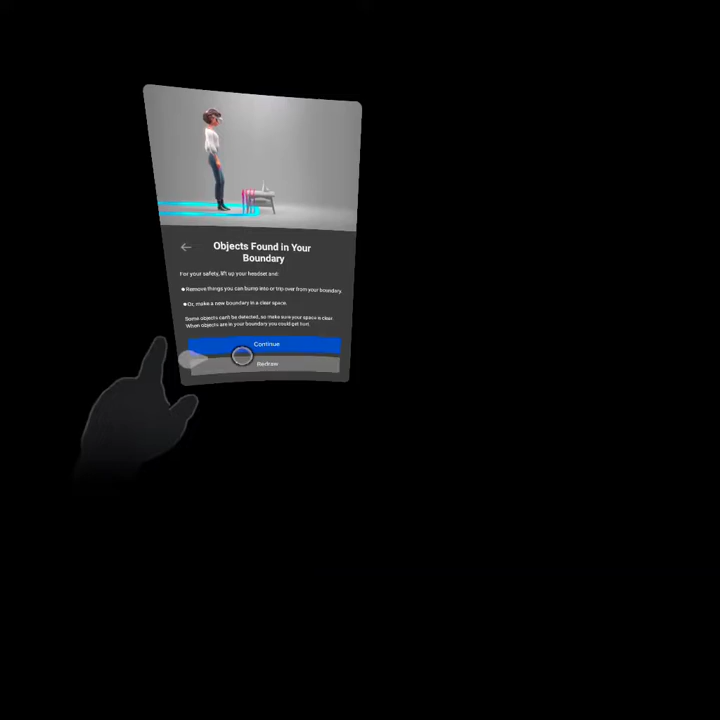 Objects Found in Your
Boundary
For your safety, lift up your headset and:
Remove things you can bump into or trip over from your boundary.
Or, make a new boundary in a clear space.
Some objects can't be detected, so make sure your space is clear.
When objects are in your boundary you could get hurt.
Continue
Redraw